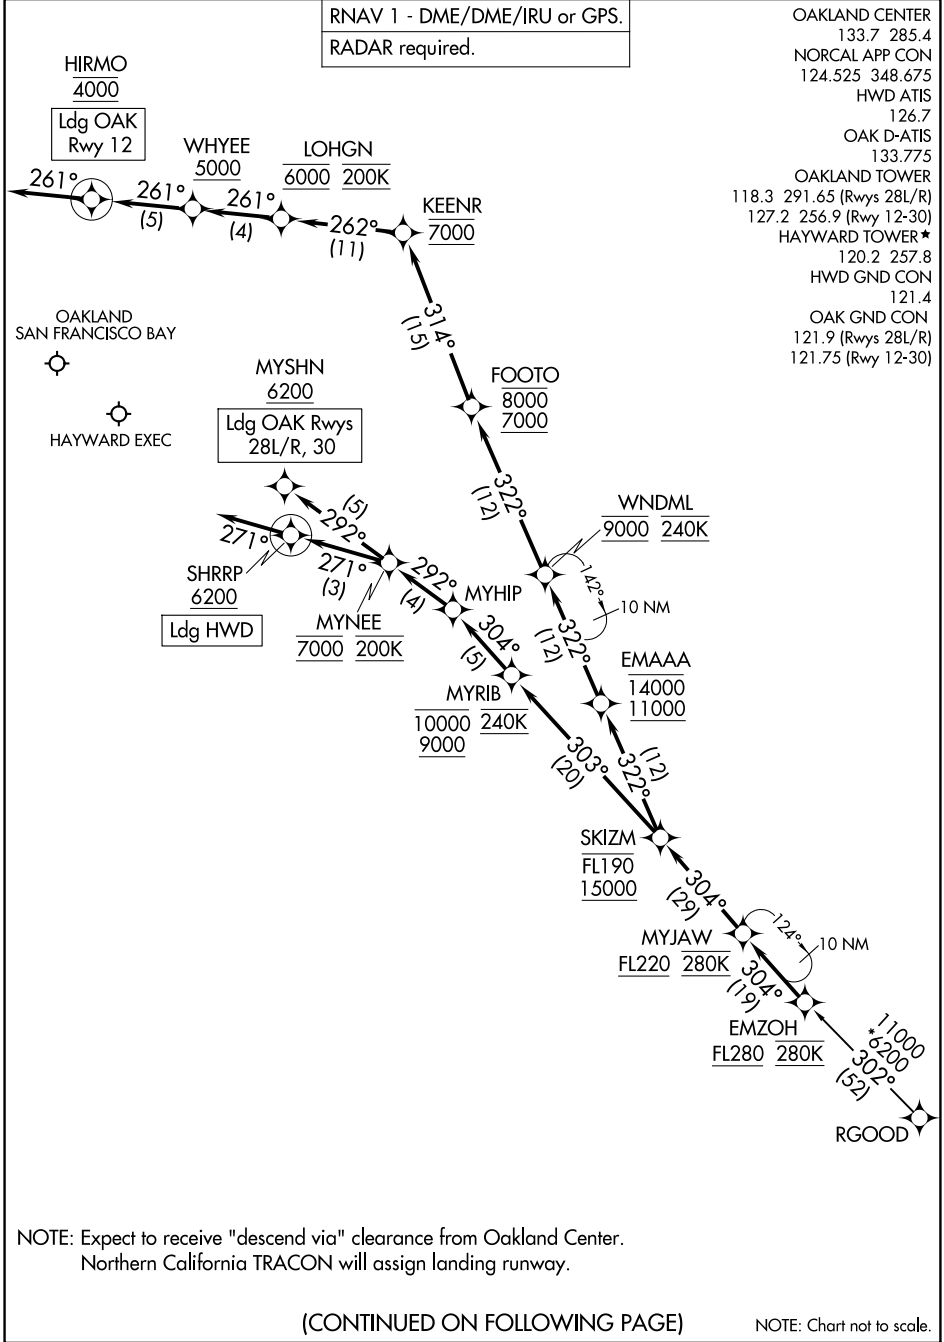 RNAV 1 - DME/DME/IRU or GPS.
RADAR required.
OAKLAND CENTER
133.7 285.4
NORCAL APP CON
124.525 348.675
HWD ATIS
126.7
OAK D-ATIS
133.775
OAKLAND TOWER
118.3 291.65 (Rwys 28L/R)
127.2 256.9 (Rwy 12-30)
HAYWARD TOWER★
120.2 257.8
HWD GND CON
121.4
OAK GND CON
121.9 (Rwys 28L/R)
121.75 (Rwy 12-30)
HIRMO
4000
Ldg OAK
Rwy 12
WHYEE
5000
LOHGN
6000 200K
KEENR
7000
261°
261°
(5)
261°
(4)
262°
(11)
314°
(15)
OAKLAND
SAN FRANCISCO BAY
HAYWARD EXEC
MYSHN
6200
Ldg OAK Rwys
28L/R, 30
FOOTO
8000
7000
322°
(12)
WNDML
9000 240K
142°
10 NM
(5)
292°
271°
SHRRP
6200
Ldg HWD
271°
(3)
MYNEE
7000 200K
292°
(4)
MYHIP
304°
(5)
MYRIB
10000 240K
9000
322°
(12)
EMAAA
14000
11000
303°
(20)
(12)
322°
SKIZM
FL190
15000
304°
(29)
MYJAW
FL220 280K
124°
10 NM
304°
(19)
EMZOH
FL280 280K
11000
*6200
302°
(52)
RGOOD
NOTE: Expect to receive "descend via" clearance from Oakland Center.
Northern California TRACON will assign landing runway.
(CONTINUED ON FOLLOWING PAGE)
NOTE: Chart not to scale.